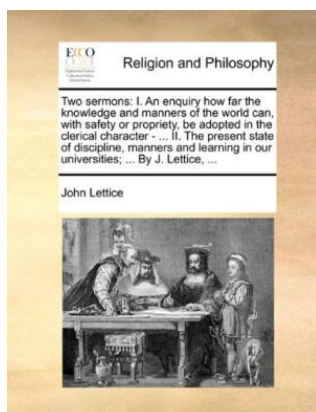 ECCO
Religion and Philosophy
Two sermons: I. An enquiry how far the
knowledge and manners of the world can,
with safety or propriety, be adopted in the
clerical character - ... II. The present state
of discipline, manners and learning in our
universities; ... By J. Lettice, ...
John Lettice